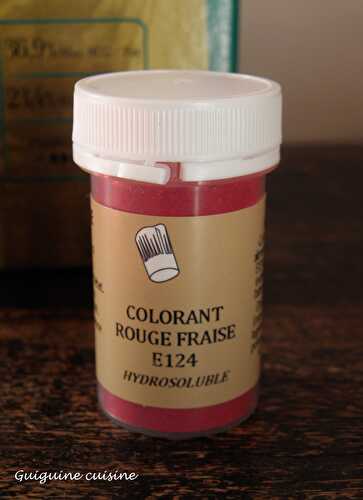 COLORANT
ROUGE FRAISE
E124
HYDROSOLUBLE
Guiguine cuisine